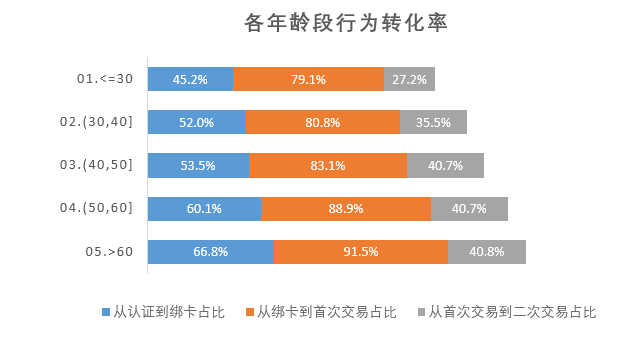 各年龄段行为转化率
01.<=30 45.2% 79.1% 27.2%
02.(30,40] 52.0% 80.8% 35.5%
03.(40,50] 53.5% 83.1% 40.7%
04.(50,60] 60.1% 88.9% 40.7%
05.>60 66.8% 91.5% 40.8%
从认证到绑卡占比 从绑卡到首次交易占比 从首次交易到二次交易占比